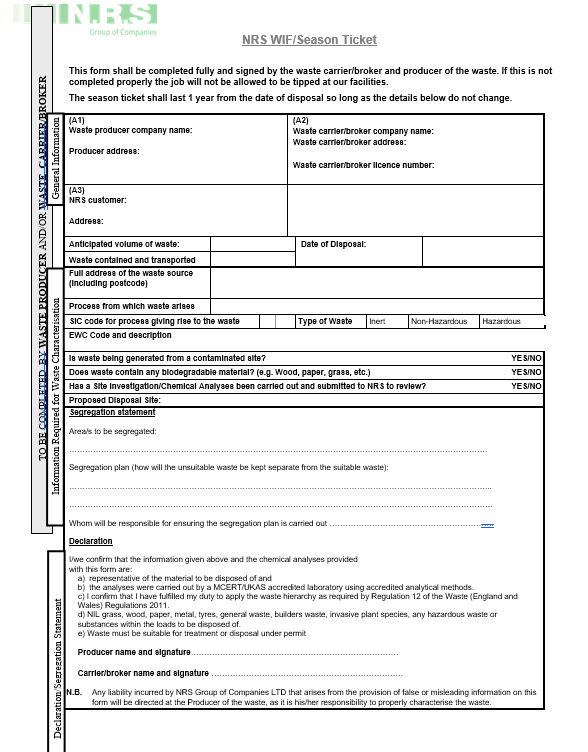 NRS
Group of Companies
NRS WIF/Season Ticket
This form shall be completed fully and signed by the waste carrier/broker and producer of the waste. If this is not
completed properly the job will not be allowed to be tipped at our facilities.
The season ticket shall last 1 year from the date of disposal so long as the details below do not change.
TO BE COMPLETED BY WASTE PRODUCER AND/OR WASTE CARRIER/BROKER
General Information
(A1)
Waste producer company name:
Producer address:
(A2)
Waste carrier/broker company name:
Waste carrier/broker address:
Waste carrier/broker licence number:
(A3)
NRS customer:
Address:
Information Required for Waste Characterisation
Anticipated volume of waste:
Date of Disposal:
Waste contained and transported
Full address of the waste source
(including postcode)
Process from which waste arises
SIC code for process giving rise to the waste
Type of Waste
Inert
Non-Hazardous
Hazardous
EWC Code and description
Is waste being generated from a contaminated site? YES/NO
Does waste contain any biodegradable material? (e.g. Wood, paper, grass, etc.) YES/NO
Has a Site Investigation/Chemical Analyses been carried out and submitted to NRS to review? YES/NO
Proposed Disposal Site:
Segregation statement
Area/s to be segregated:
Segregation plan (how will the unsuitable waste be kept separate from the suitable waste):
Whom will be responsible for ensuring the segregation plan is carried out
Declaration/Segregation Statement
Declaration
I/we confirm that the information given above and the chemical analyses provided
with this form are:
a) representative of the material to be disposed of and
b) the analyses were carried out by a MCERT/UKAS accredited laboratory using accredited analytical methods.
c) I confirm that I have fulfilled my duty to apply the waste hierarchy as required by Regulation 12 of the Waste (England and
Wales) Regulations 2011.
d) NIL grass, wood, paper, metal, tyres, general waste, builders waste, invasive plant species, any hazardous waste or
substances within the loads to be disposed of.
e) Waste must be suitable for treatment or disposal under permit
Producer name and signature
Carrier/broker name and signature
N.B. Any liability incurred by NRS Group of Companies LTD that arises from the provision of false or misleading information on this
form will be directed at the Producer of the waste, as it is his/her responsibility to properly characterise the waste.